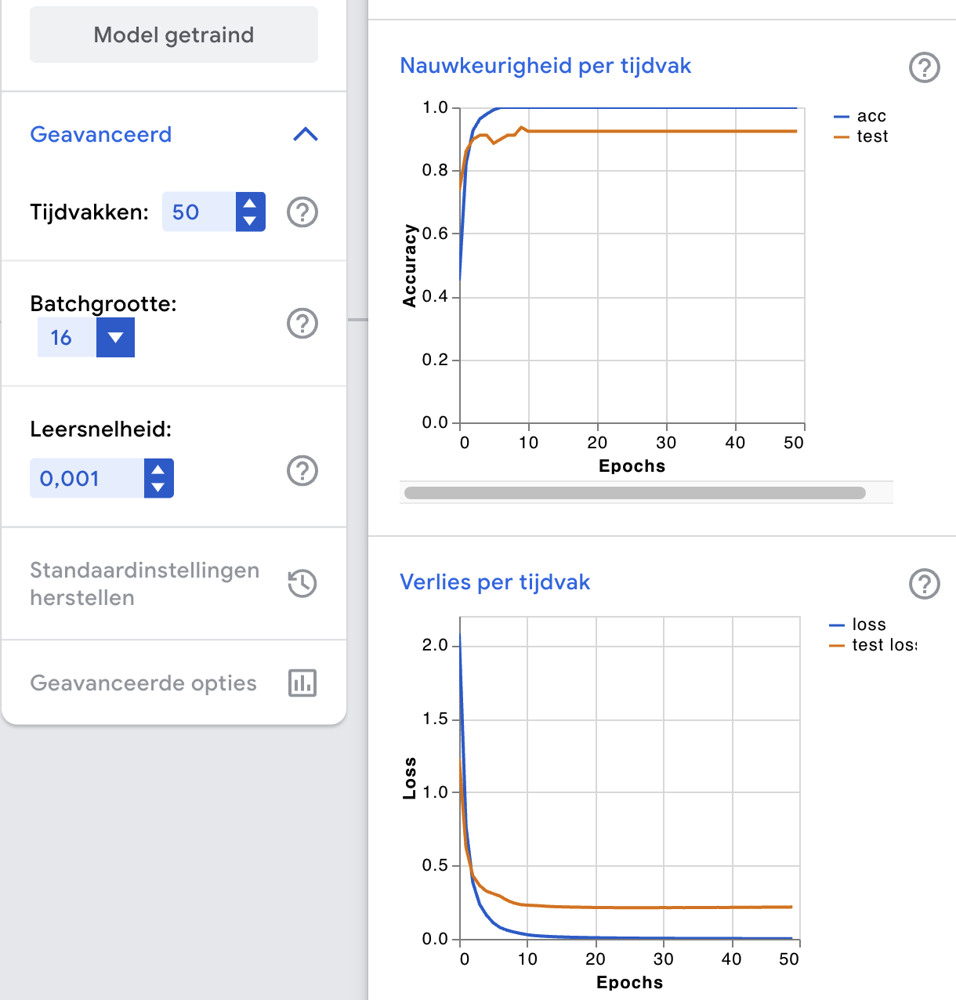 Model getraind
Geavanceerd
Tijdvakken: 50
Batchgrootte:
16
Leersnelheid:
0,001
Standaardinstellingen
herstellen
Geavanceerde opties
Nauwkeurigheid per tijdvak
1.0
0.8
0.6
0.4
0.2
0.0
Accuracy
0 10 20 30 40 50
Epochs
acc
test
Verlies per tijdvak
2.0
1.5
1.0
0.5
0.0
Loss
0 10 20 30 40 50
Epochs
loss
test los